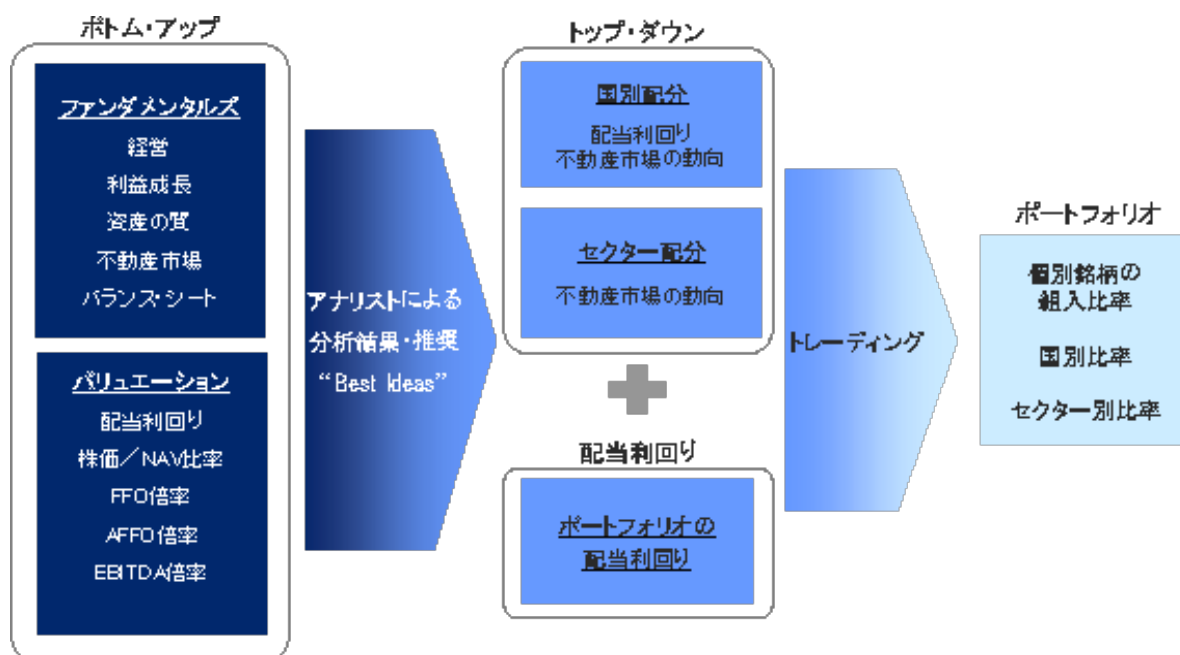 ボトム・アップ
ファンダメンタルズ
経営
利益成長
資産の質
不動産市場
バランス・シート
バリュエーション
配当利回り
株価／NAV比率
FFO倍率
AFFO倍率
EBITDA倍率
アナリストによる
分析結果・推奨
“Best Ideas”
トップ・ダウン
国別配分
配当利回り
不動産市場の動向
セクター配分
不動産市場の動向
配当利回り
ポートフォリオの
配当利回り
トレーディング
ポートフォリオ
個別銘柄の
組入比率
国別比率
セクター別比率